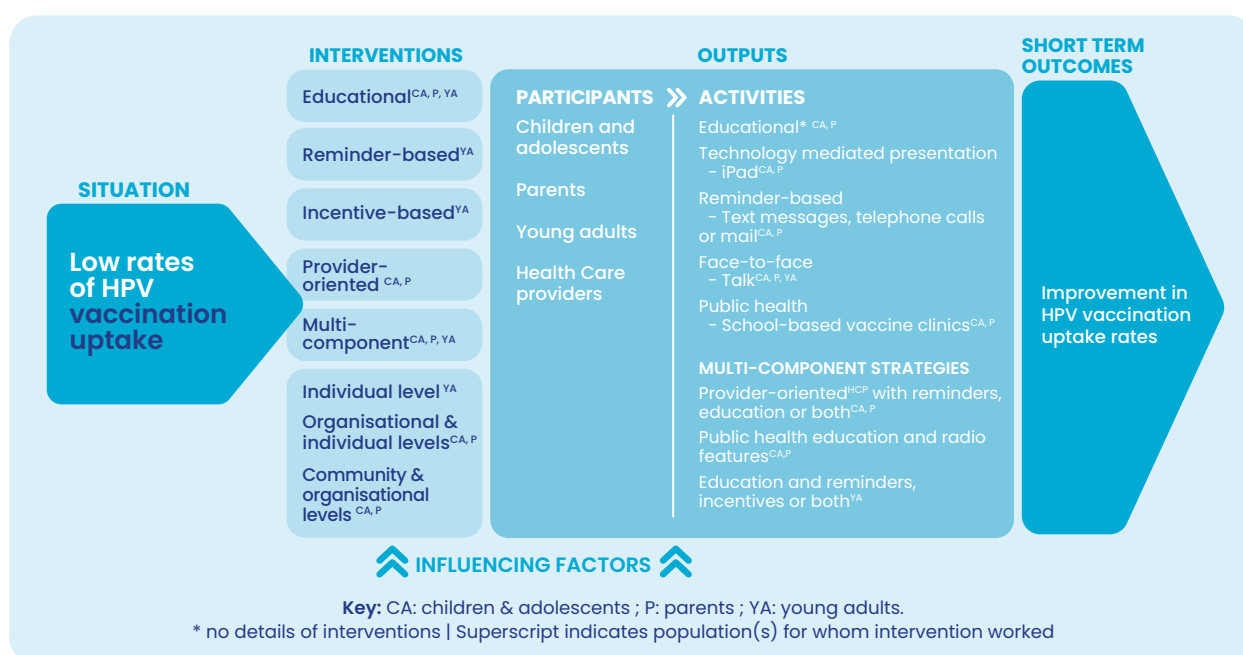 SITUATION
Low rates
of HPV
vaccination
uptake
INTERVENTIONS
EducationalCA, P, YA
Reminder-basedYA
Incentive-basedYA
Provider-
oriented CA, P
Multi-
componentCA, P, YA
Individual level YA
Organisational &
individual levelsCA, P
Community &
organisational
levels CA, P
OUTPUTS
PARTICIPANTS
Children and
adolescents
Parents
Young adults
Health Care
providers
ACTIVITIES
Educational* CA, P
Technology mediated presentation
- iPadCA, P
Reminder-based
- Text messages, telephone calls
or mailCA, P
Face-to-face
- TalkCA, P, YA
Public health
- School-based vaccine clinicsCA, P
MULTI-COMPONENT STRATEGIES
Provider-orientedHCP with reminders,
education or bothCA, P
Public health education and radio
featuresCA,P
Education and reminders,
incentives or bothYA
SHORT TERM
OUTCOMES
Improvement in
HPV vaccination
uptake rates
INFLUENCING FACTORS
Key: CA: children & adolescents ; P: parents ; YA: young adults.
* no details of interventions | Superscript indicates population(s) for whom intervention worked